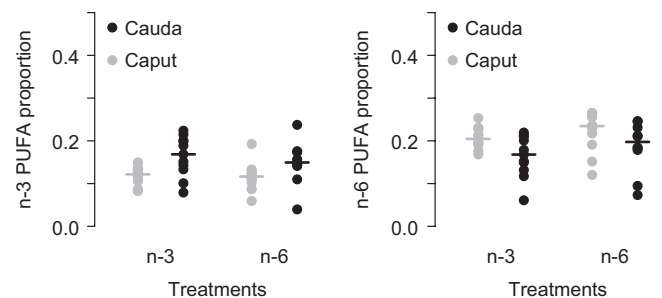 n-3 PUFA proportion
0.4
0.2
0.0
Cauda
Caput
n-3
n-6
Treatments
n-6 PUFA proportion
0.4
0.2
0.0
Cauda
Caput
n-3
n-6
Treatments